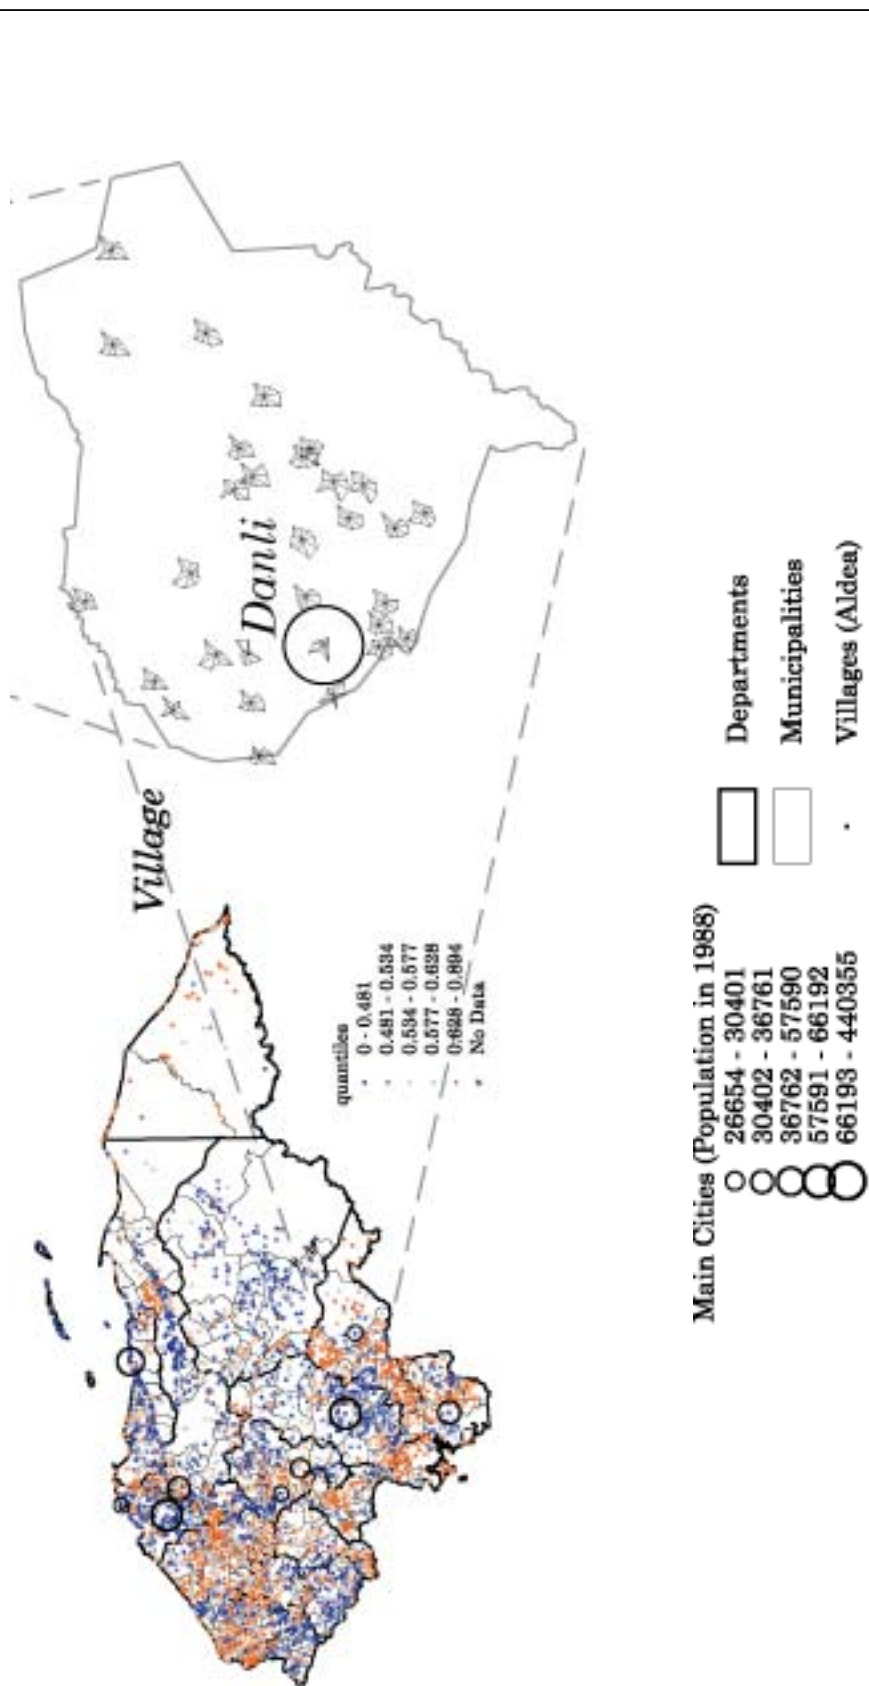 Village
Danli
quantiles
0 - 0.481
0.481 - 0.534
0.534 - 0.577
0.577 - 0.628
0.628 - 0.894
No Data
Main Cities (Population in 1988)
26654 - 30401
30402 - 36761
36762 - 57590
57591 - 66192
66193 - 440355
Departments
Municipalities
Villages (Aldea)